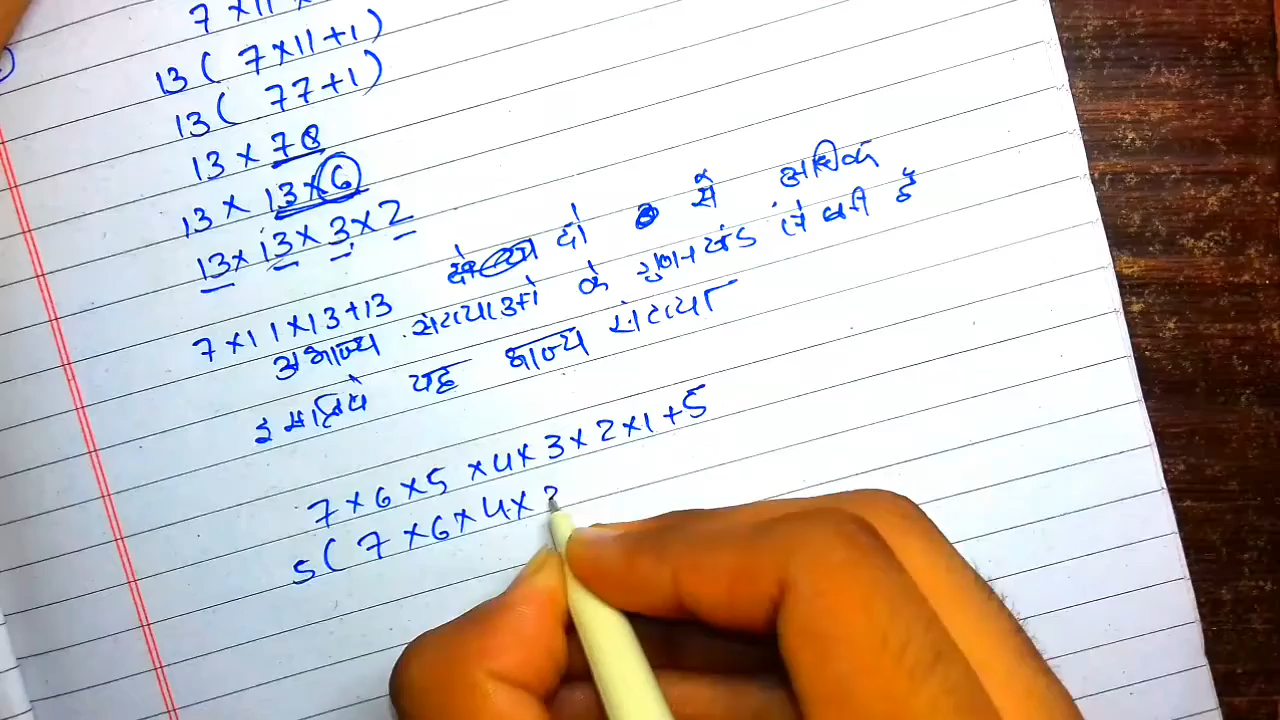 7 × 11 ×
13 ( 7 × 11 + 1 )
13 ( 77 + 1 )
13 × 78
13 × 13 × 6
13 × 13 × 3 × 2
7 × 11 × 13 + 13 दो से अधिक
अभाज्य संख्याओं के गुणनखंड से बनी है
इसलिये यह भाज्य संख्या
7 × 6 × 5 × 4 × 3 × 2 × 1 + 5
5 ( 7 × 6 × 4 ×